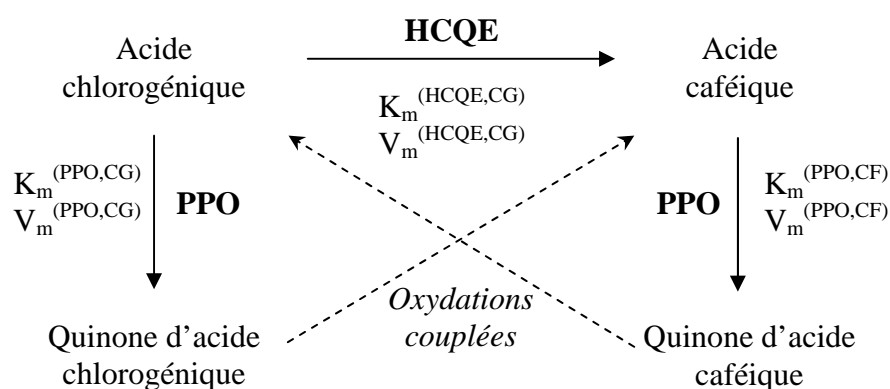 HCQE
Acide
chlorogénique
Acide
caféique
K_m^(HCQE,CG)
V_m^(HCQE,CG)
K_m^(PPO,CG)
V_m^(PPO,CG)
PPO
PPO
K_m^(PPO,CF)
V_m^(PPO,CF)
Oxydations
couplées
Quinone d’acide
chlorogénique
Quinone d’acide
caféique